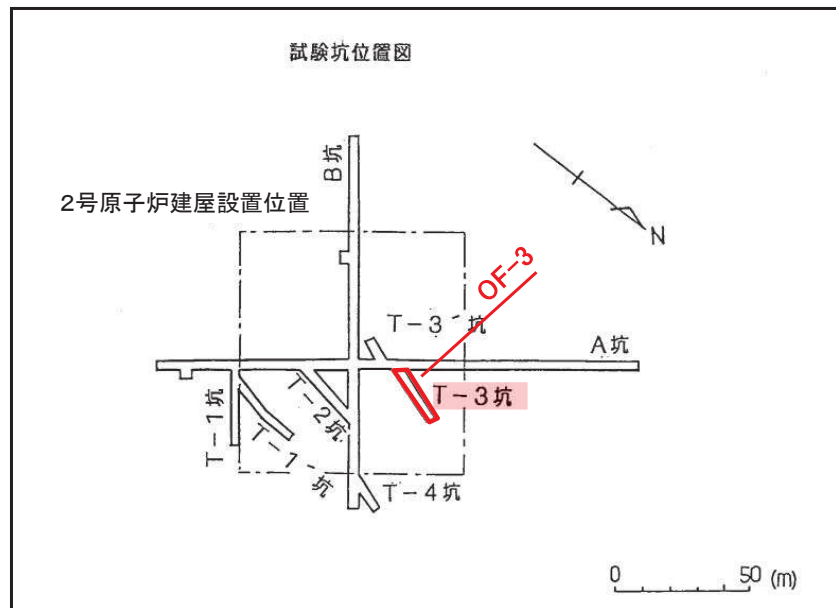 試験坑位置図
B坑
2号原子炉建屋設置位置
N
OF-3
T-3´坑
A坑
T-3坑
T-2坑
T-1坑
T-1´坑
T-4坑
0 50 (m)